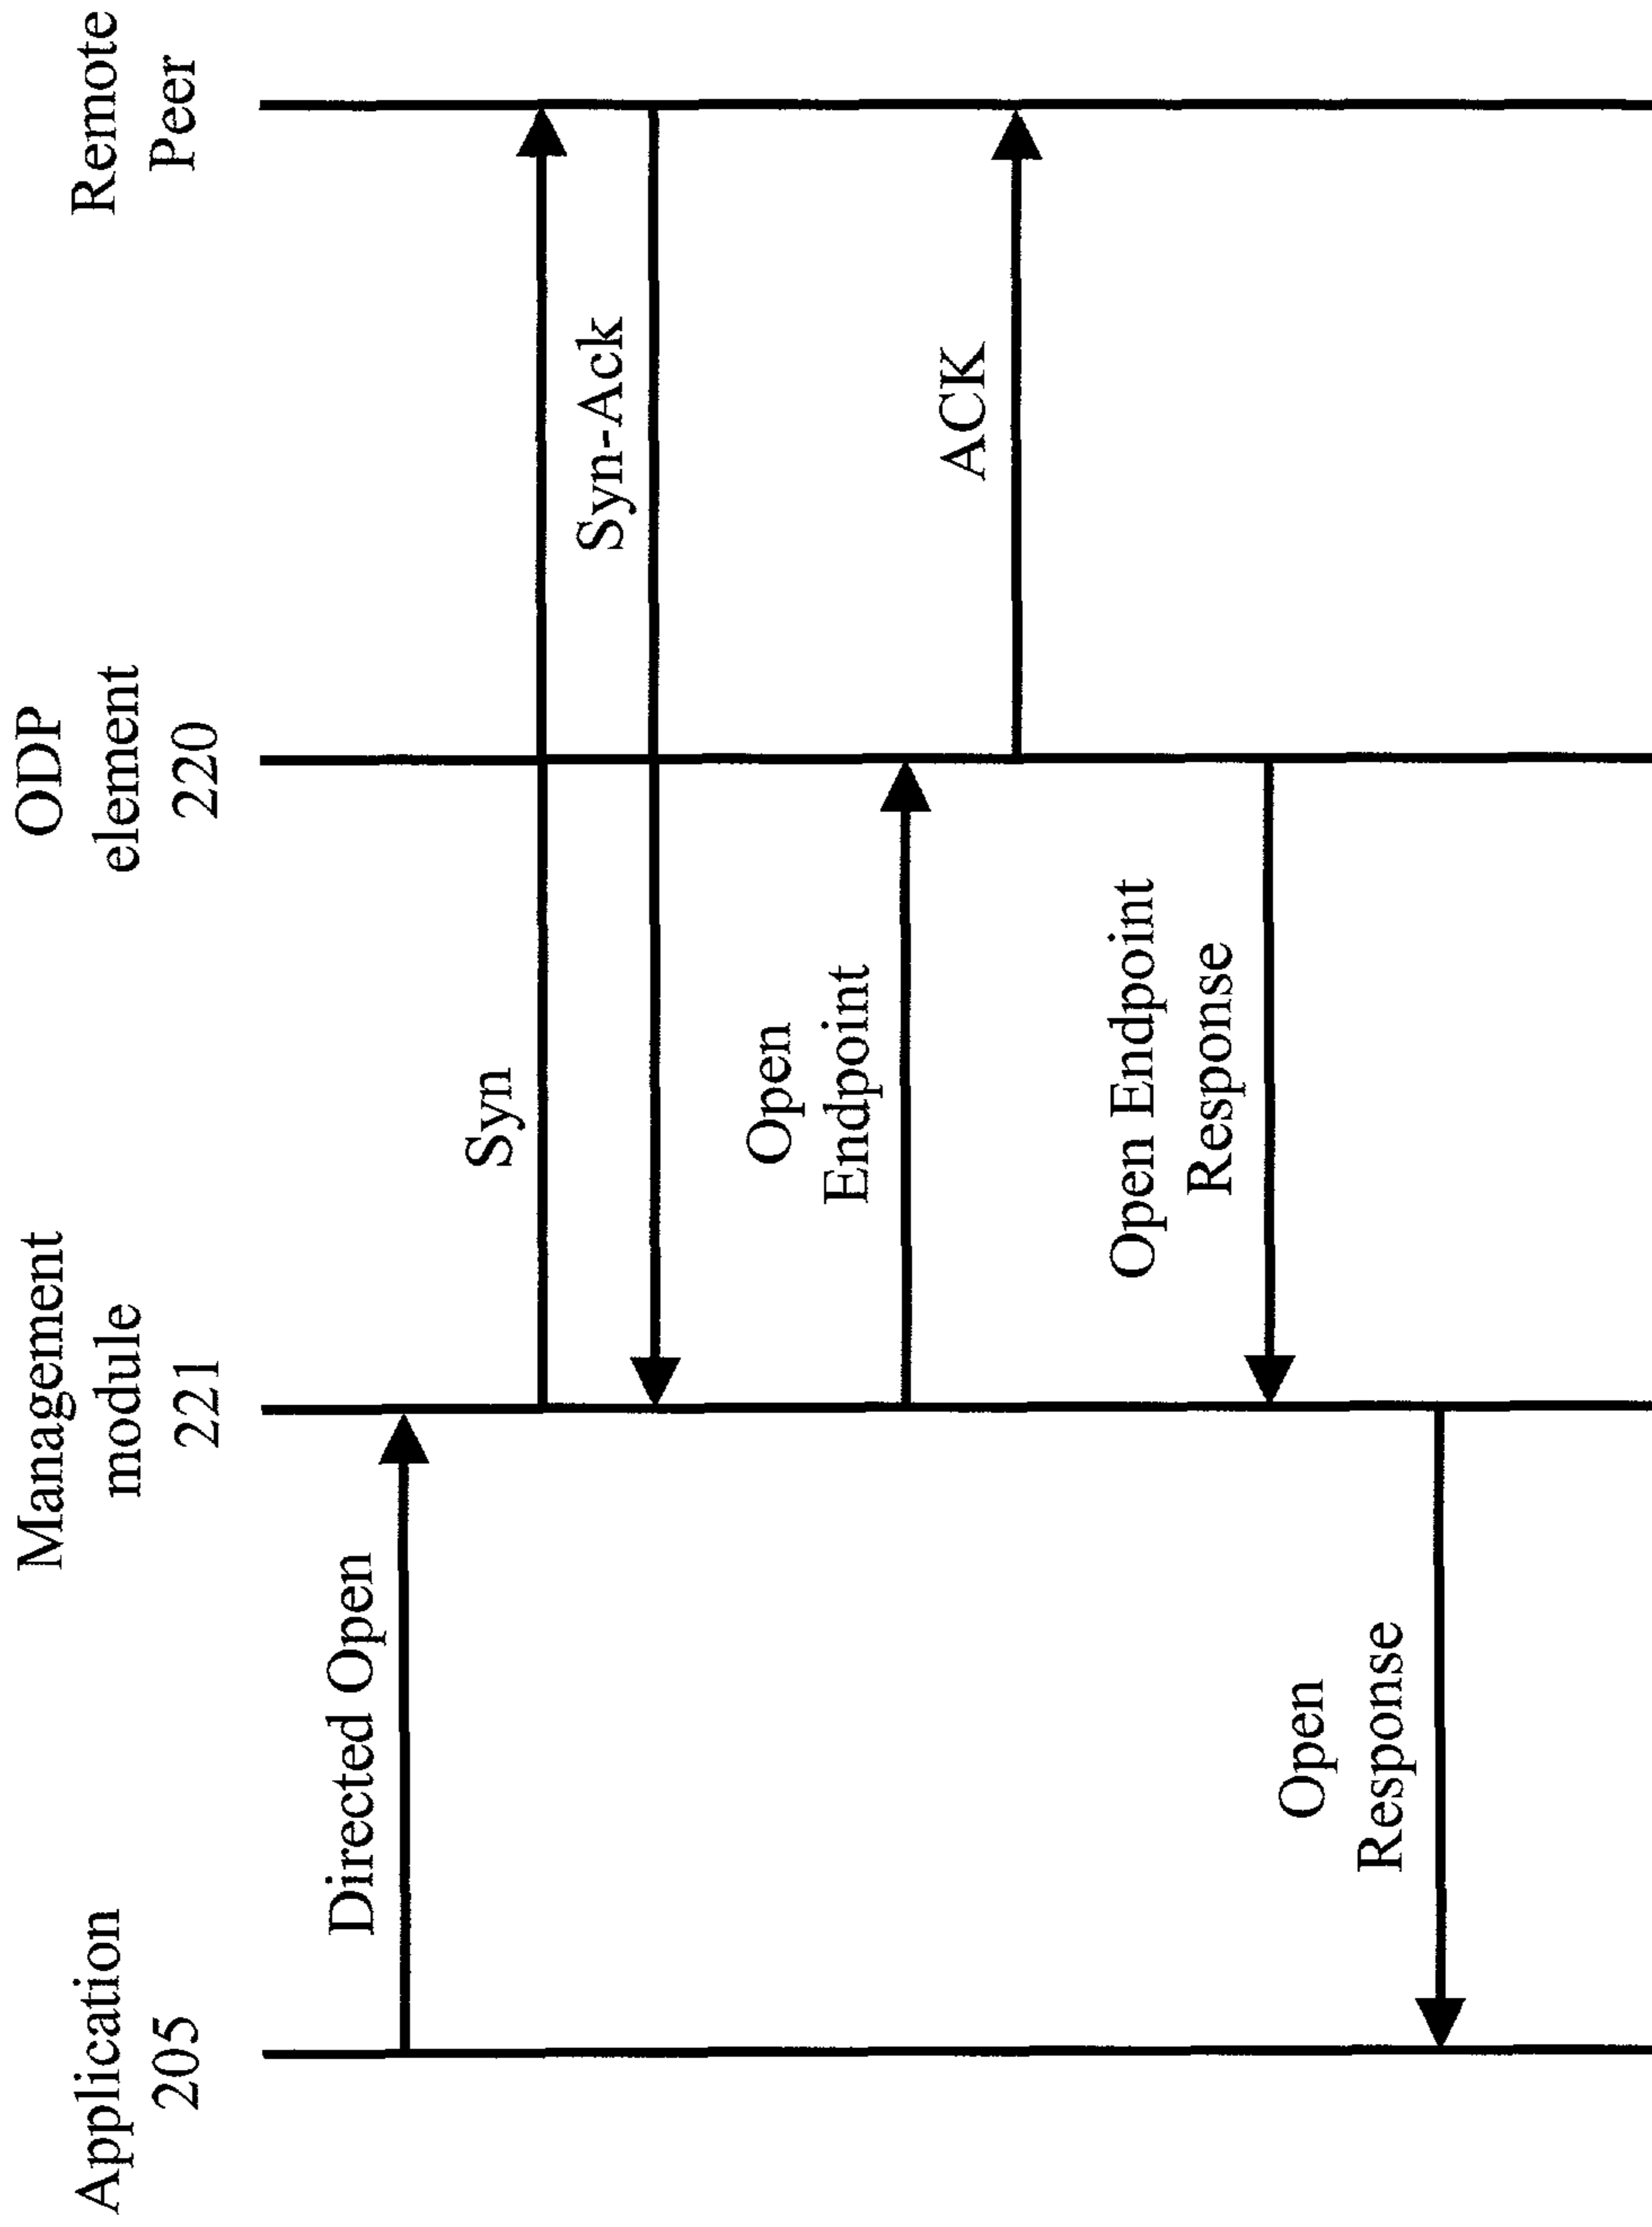 Application
205
Management
module
221
ODP
element
220
Remote
Peer
Directed Open
Syn
Syn-Ack
Open
Endpoint
ACK
Open Endpoint
Response
Open
Response